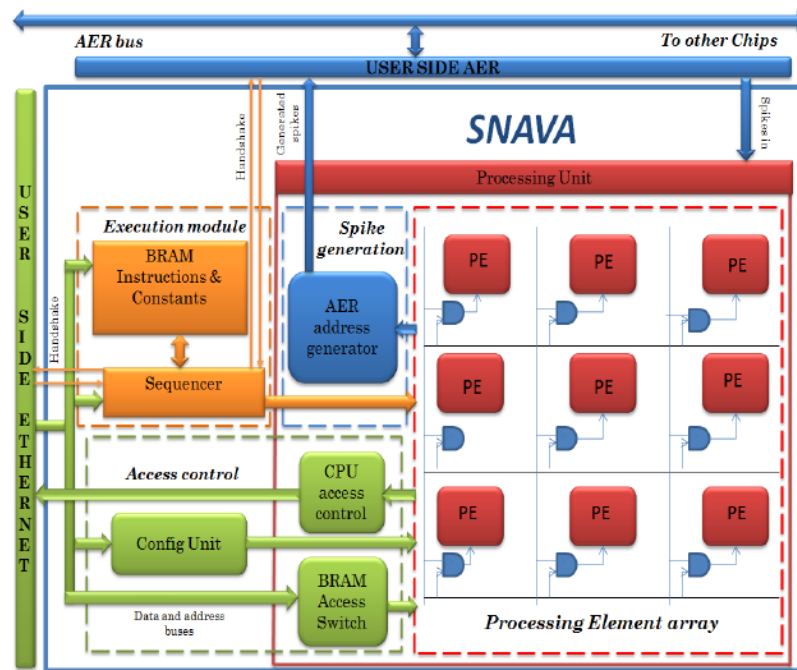 AER bus
To other Chips
USER SIDE AER
USER SIDE ETHERNET
Handshake
Generated
spikes
SNAVA
Spikes in
Processing Unit
Execution module
Spike
generation
BRAM
Instructions &
Constants
AER
address
generator
Handshake
Sequencer
PE
PE
PE
PE
PE
PE
PE
PE
PE
Access control
CPU
access
control
Config Unit
BRAM
Access
Switch
Data and address
buses
Processing Element array